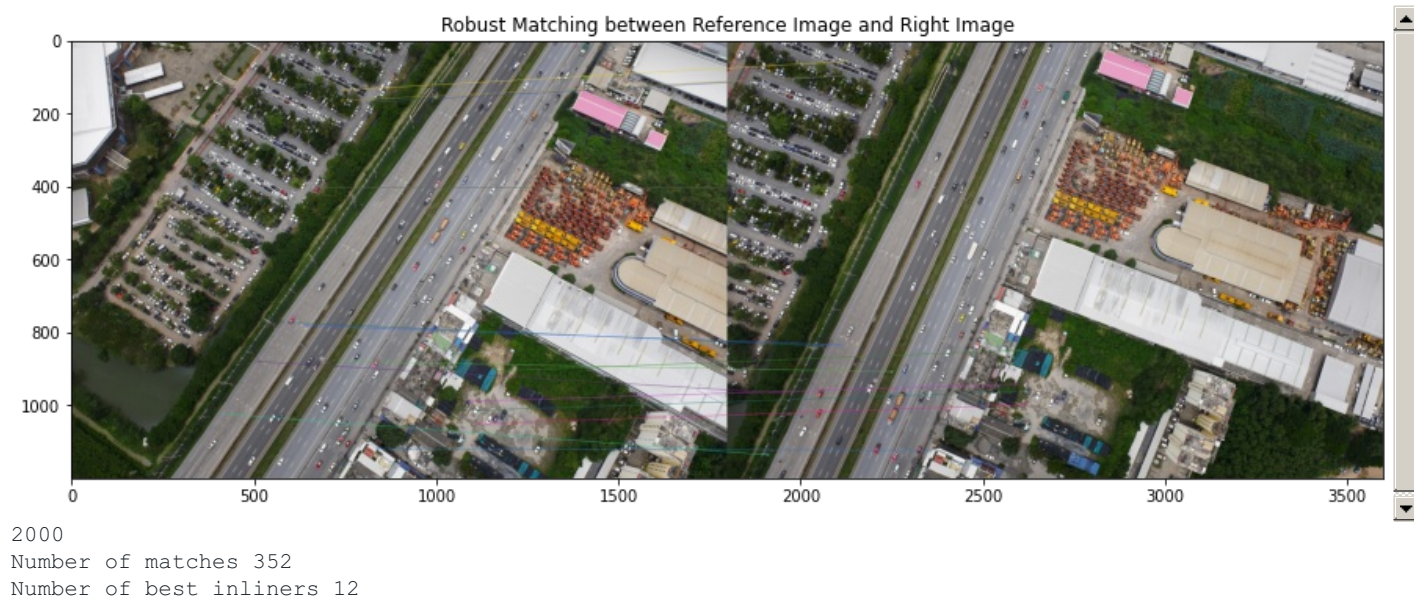 Robust Matching between Reference Image and Right Image
0
200
400
600
800
1000
0 500 1000 1500 2000 2500 3000 3500
2000
Number of matches 352
Number of best inliners 12